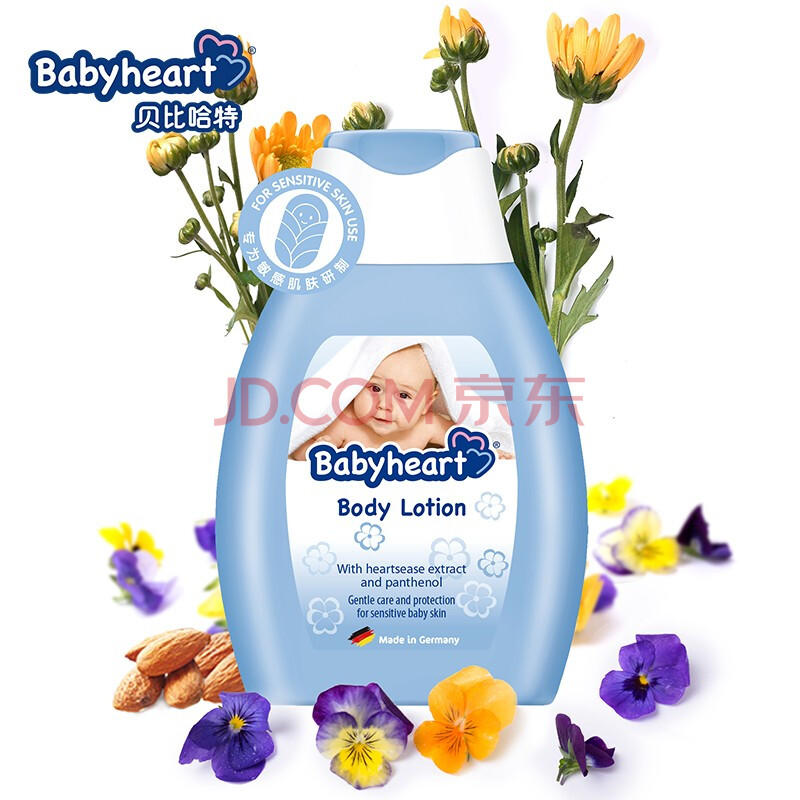 Babyheart®
贝比哈特
FOR SENSITIVE SKIN USE
专为敏感肌肤研制
JD.COM 京东
Babyheart®
Body Lotion
With heartsease extract
and panthenol
Gentle care and protection
for sensitive baby skin
Made in Germany